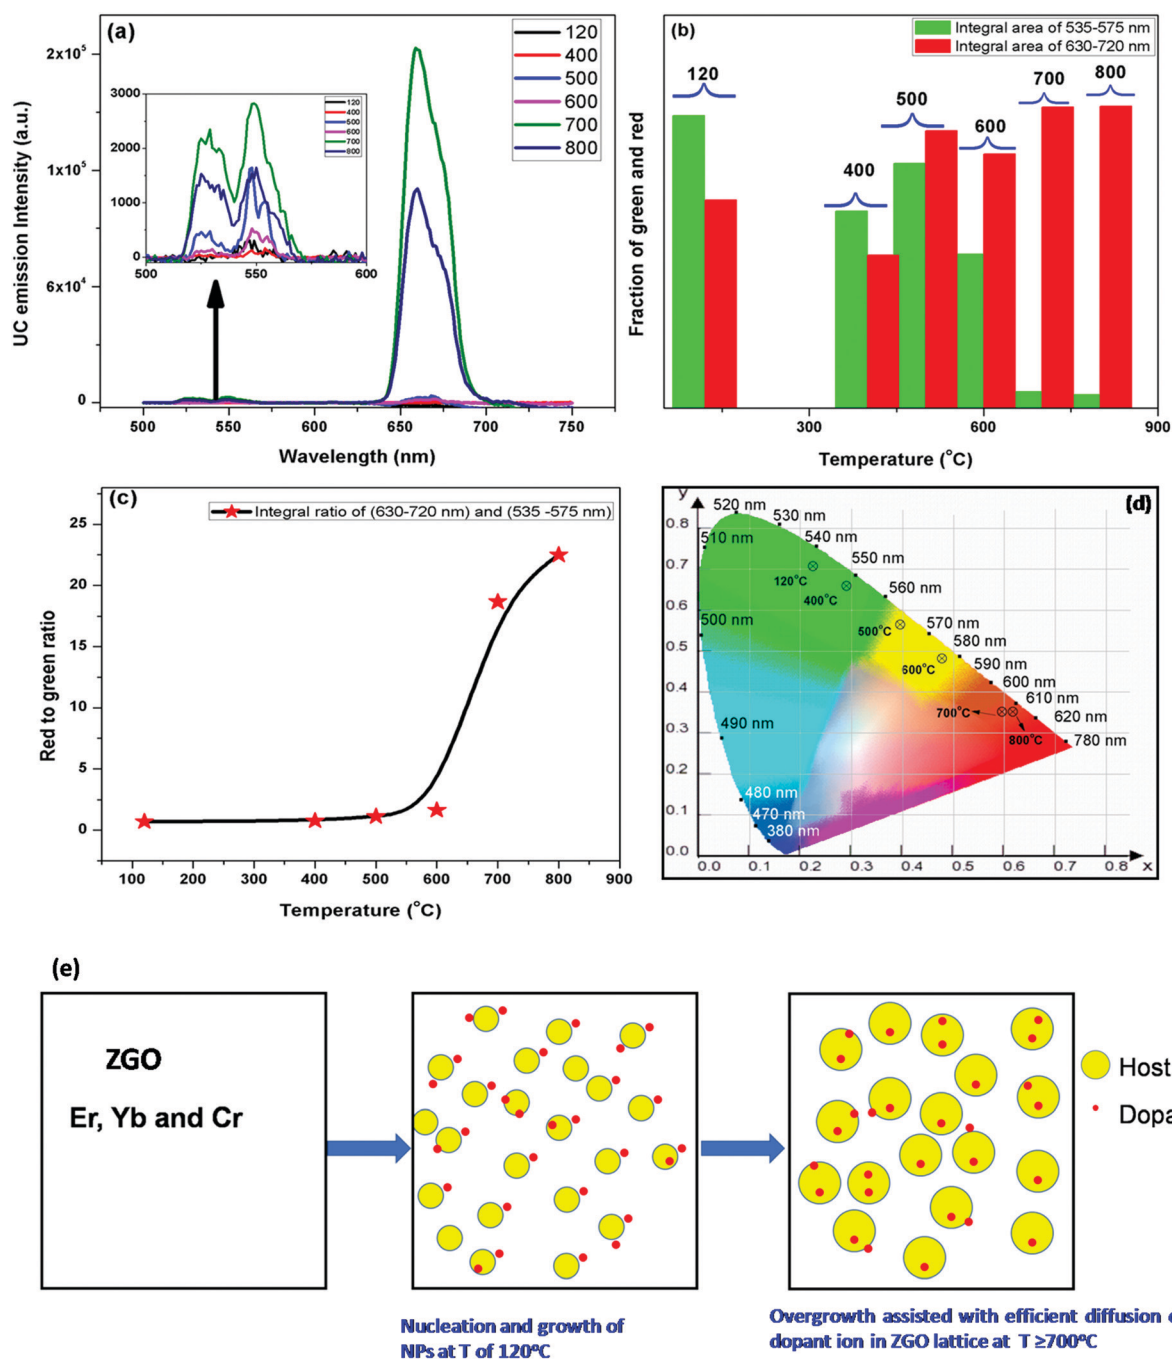 (a)
120
400
500
600
700
800
UC emission Intensity (a.u.)
2x10⁵
1x10⁵
6x10⁴
0
3000
2000
1000
0
500
550
600
120
400
500
600
700
800
500
550
600
650
700
750
Wavelength (nm)
(b)
Integral area of 535-575 nm
Integral area of 630-720 nm
Fraction of green and red
120
400
500
600
700
800
300
600
900
Temperature (°C)
(c)
Integral ratio of (630-720 nm) and (535 -575 nm)
Red to green ratio
25
20
15
10
5
0
100
200
300
400
500
600
700
800
900
Temperature (°C)
(d)
y
0.8
0.7
0.6
0.5
0.4
0.3
0.2
0.1
0.0
0.0
0.1
0.2
0.3
0.4
0.5
0.6
0.7
0.8
x
520 nm
530 nm
510 nm
540 nm
550 nm
560 nm
500 nm
570 nm
580 nm
590 nm
600 nm
610 nm
620 nm
780 nm
490 nm
480 nm
470 nm
380 nm
120°C
400°C
500°C
600°C
700°C
800°C
(e)
ZGO
Er, Yb and Cr
Host
Dopa
Nucleation and growth of
NPs at T of 120°C
Overgrowth assisted with efficient diffusion
dopant ion in ZGO lattice at T ≥700°C